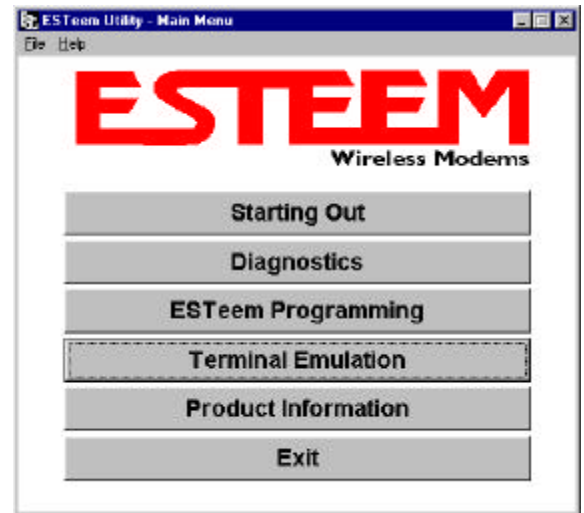 ESTeem Utility - Main Menu
File Help
ESTEEM
Wireless Modems
Starting Out
Diagnostics
ESTeem Programming
Terminal Emulation
Product Information
Exit